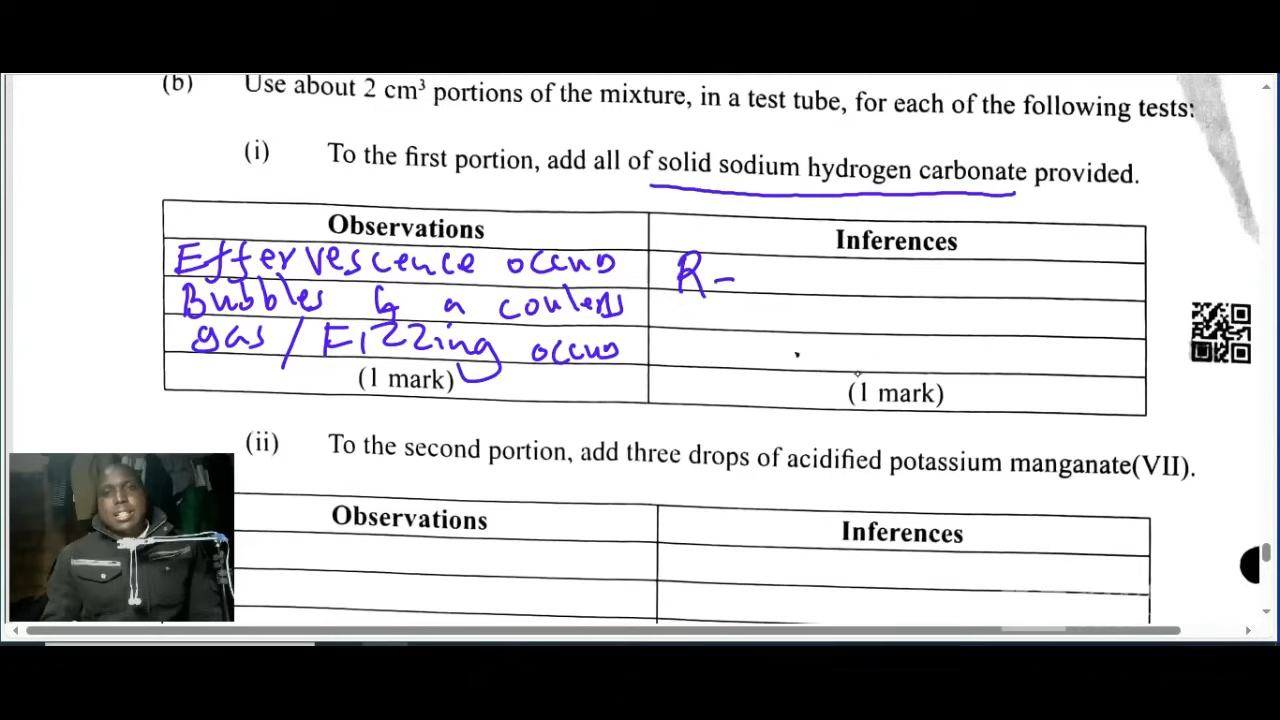 (b) Use about 2 cm³ portions of the mixture, in a test tube, for each of the following tests:
(i) To the first portion, add all of solid sodium hydrogen carbonate provided.
Observations
Inferences
Effervescence occurs
R-
Bubbles of a colourless
gas / Fizzing occurs
(1 mark)
(1 mark)
(ii) To the second portion, add three drops of acidified potassium manganate(VII).
Observations
Inferences